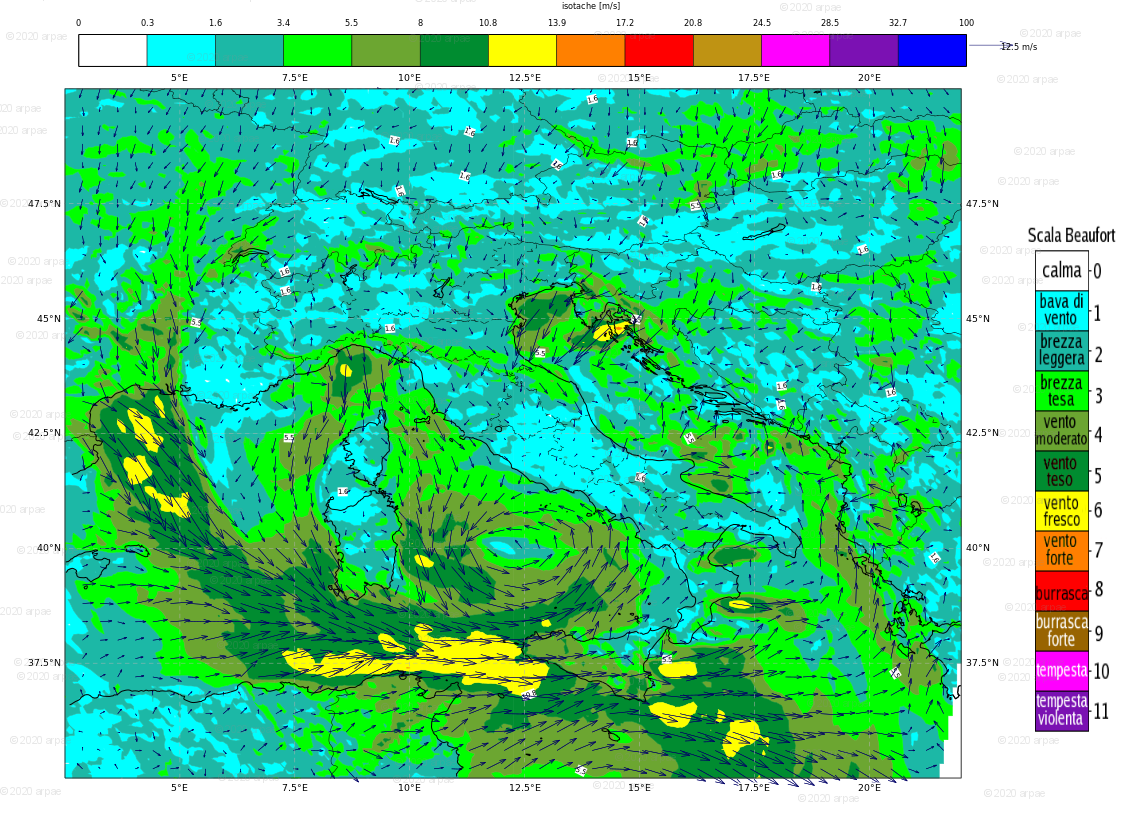 isotache [m/s]
0 0.3 1.6 3.4 5.5 8 10.8 13.9 17.2 20.8 24.5 28.5 32.7 100
12.5 m/s
5°E 7.5°E 10°E 12.5°E 15°E 17.5°E 20°E
47.5°N 47.5°N
45°N 45°N
42.5°N 42.5°N
40°N 40°N
37.5°N 37.5°N
5°E 7.5°E 10°E 12.5°E 15°E 17.5°E 20°E
Scala Beaufort
calma 0
bava di
vento 1
brezza
leggera 2
brezza
tesa 3
vento
moderato 4
vento
teso 5
vento
fresco 6
vento
forte 7
burrasca 8
burrasca
forte 9
tempesta 10
tempesta
violenta 11
©2020 arpae